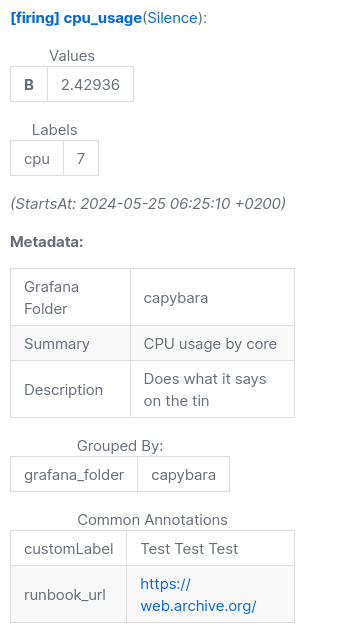 [firing] cpu_usage(Silence):
Values
B 2.42936
Labels
cpu 7
(StartsAt: 2024-05-25 06:25:10 +0200)
Metadata:
Grafana
Folder
capybara
Summary CPU usage by core
Description
Does what it says
on the tin
Grouped By:
grafana_folder capybara
Common Annotations
customLabel Test Test Test
runbook_url
https://
web.archive.org/